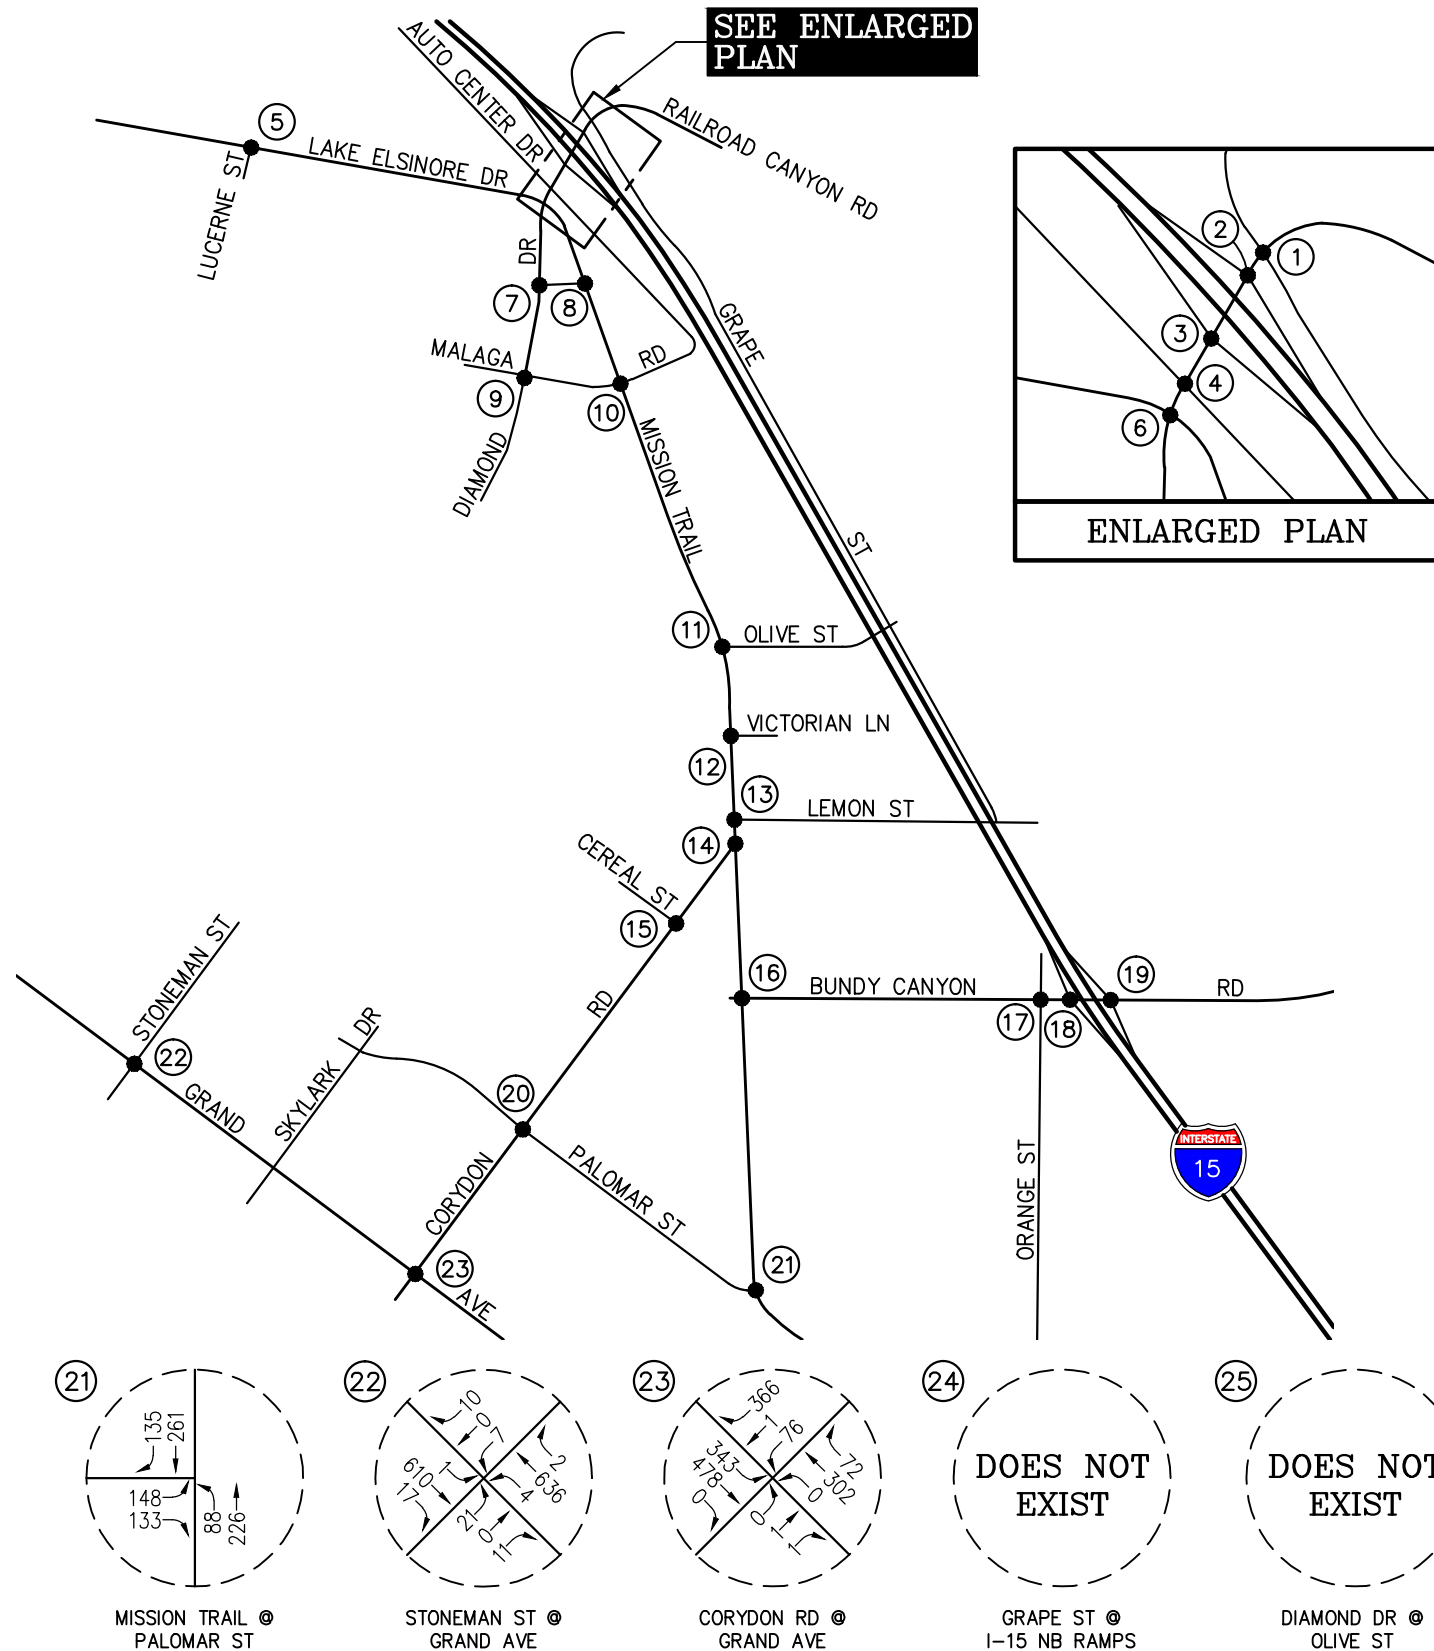 SEE ENLARGED
PLAN
AUTO CENTER DR
RAILROAD CANYON RD
5
LAKE ELSINORE DR
LUCERNE ST
DR
7
8
GRAPE
MALAGA
RD
9
10
DIAMOND
MISSION TRAIL
ST
2
1
3
4
6
ENLARGED PLAN
11
OLIVE ST
VICTORIAN LN
12
13
LEMON ST
14
CEREAL ST
15
16
BUNDY CANYON
19
RD
17
18
STONEMAN ST
22
RD
DR
SKYLARK
GRAND
20
CORYDON
PALOMAR ST
ORANGE ST
INTERSTATE
15
23
AVE
21
21
135
261
148
133
88
226
MISSION TRAIL @
PALOMAR ST
22
10
0
7
1
610
17
2
636
4
21
0
11
STONEMAN ST @
GRAND AVE
23
366
1
76
343
478
0
72
302
0
0
1
1
CORYDON RD @
GRAND AVE
24
DOES NOT
EXIST
GRAPE ST @
I-15 NB RAMPS
25
DOES NOT
EXIST
DIAMOND DR @
OLIVE ST